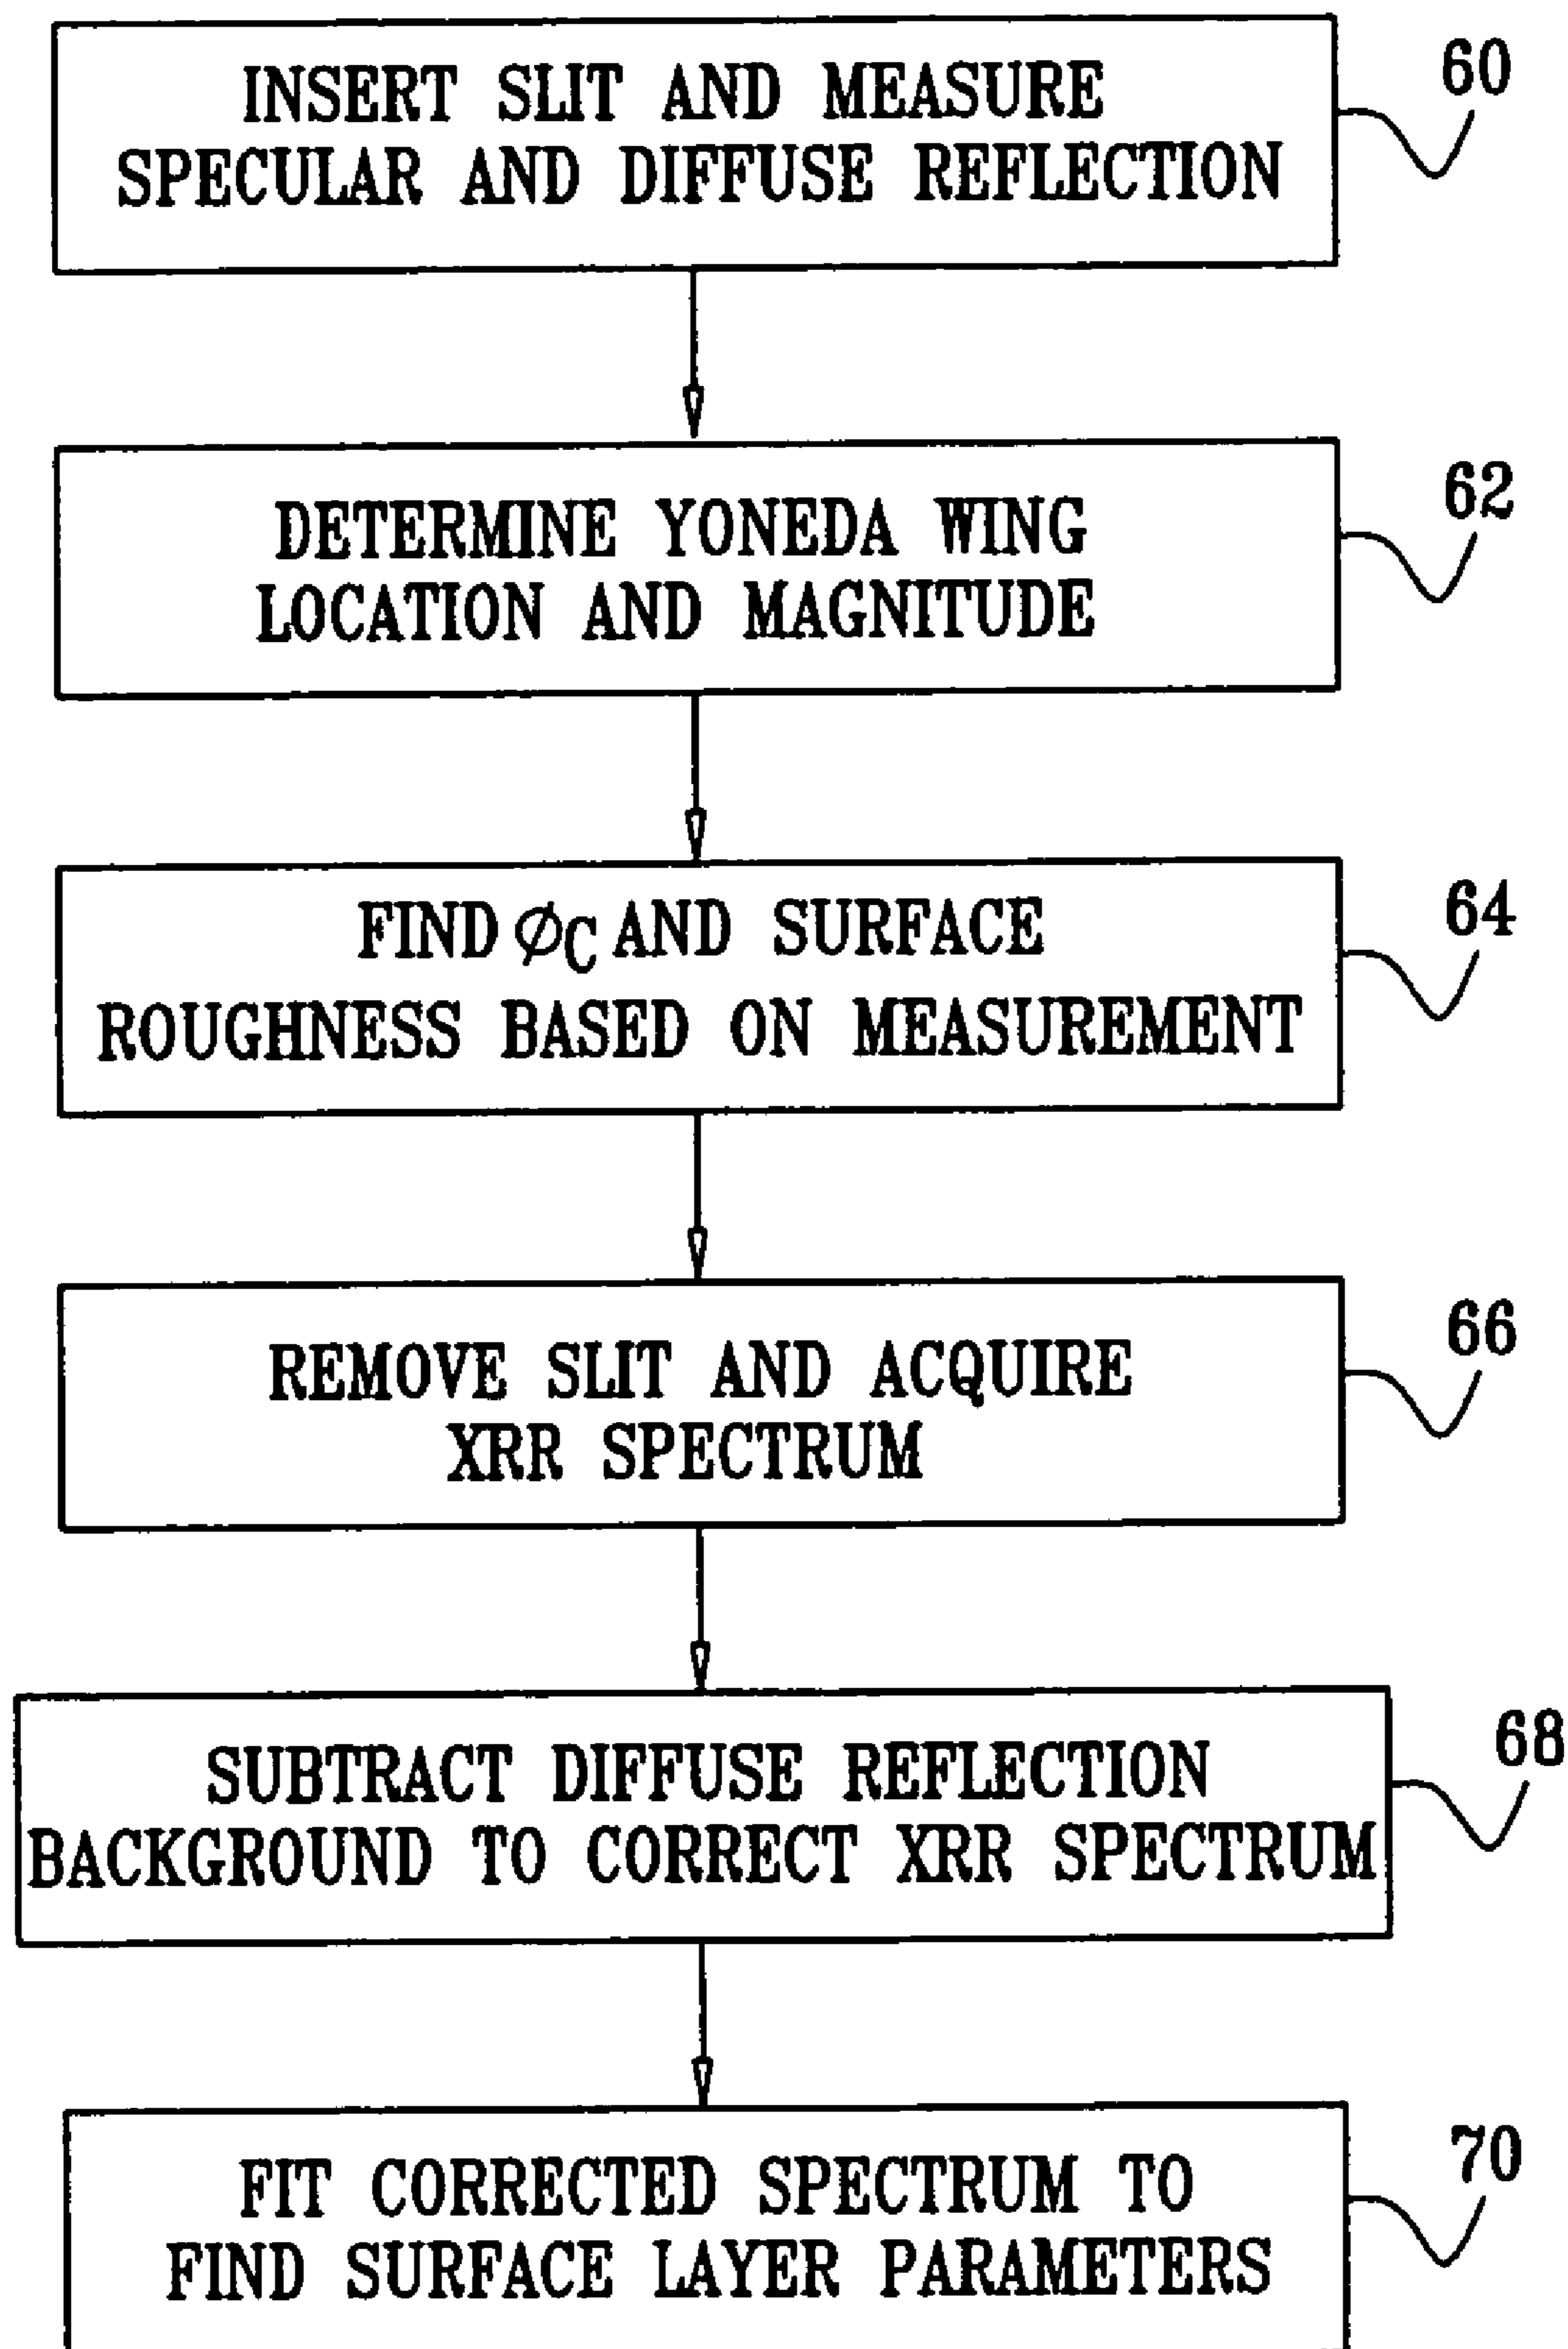 INSERT SLIT AND MEASURE
SPECULAR AND DIFFUSE REFLECTION
60
DETERMINE YONEDA WING
LOCATION AND MAGNITUDE
62
FIND ϕC AND SURFACE
ROUGHNESS BASED ON MEASUREMENT
64
REMOVE SLIT AND ACQUIRE
XRR SPECTRUM
66
SUBTRACT DIFFUSE REFLECTION
BACKGROUND TO CORRECT XRR SPECTRUM
68
FIT CORRECTED SPECTRUM TO
FIND SURFACE LAYER PARAMETERS
70